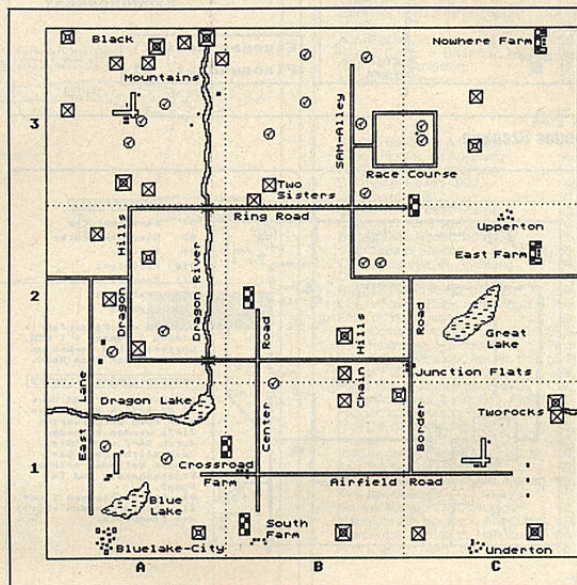 Black
Nowhere Farm
Mountains
3
SAM-Alley
Race Course
Two
Sisters
Ring Road
Upperton
Hills
East Farm
Dragon River
2
Dragon
Road
Hills
Road
Great
Lake
Junction Flats
East Lane
Dragon Lake
Center
Chain
Border
Tworocks
1
Crossroad
Farm
Airfield Road
Blue
Lake
South
Farm
Bluelake-City
Underton
A
B
C